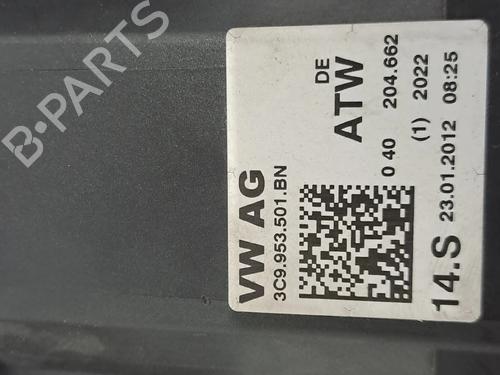 B-PARTS
VW AG
3C9.953.501.BN
DE
ATW
0 40 204.662
(1) 2022
14.S 23.01.2012 08:25